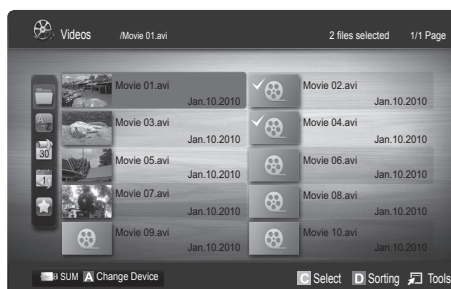 Videos /Movie 01.avi 2 files selected 1/1 Page
Movie 01.avi Movie 02.avi
Jan.10.2010 Jan.10.2010
Movie 03.avi Movie 04.avi
Jan.10.2010 Jan.10.2010
Movie 05.avi Movie 06.avi
Jan.10.2010 Jan.10.2010
Movie 07.avi Movie 08.avi
Jan.10.2010 Jan.10.2010
Movie 09.avi Movie 10.avi
Jan.10.2010 Jan.10.2010
SUM A Change Device C Select D Sorting Tools